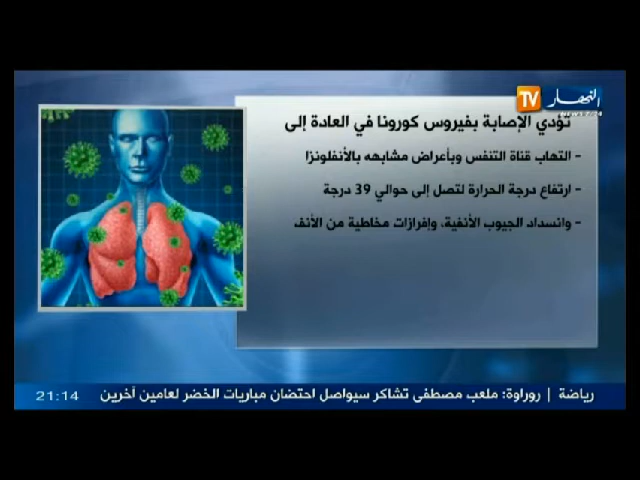 النهار TV
تؤدي الإصابة بفيروس كورونا في العادة إلى
- التهاب قناة التنفس وبأعراض مشابهه بالأنفلونزا
- ارتفاع درجة الحرارة لتصل إلى حوالي 39 درجة
- وانسداد الجيوب الأنفية، وإفرازات مخاطية من الأنف
رياضة | روراوة: ملعب مصطفى تشاكر سيواصل احتضان مباريات الخضر لعامين آخرين
21:14